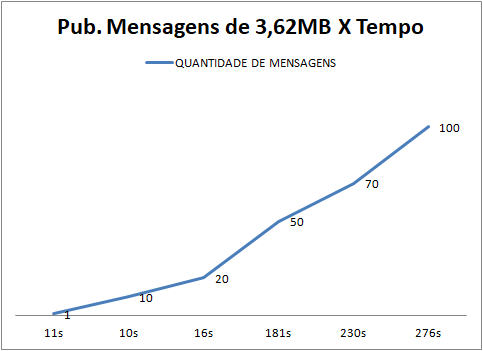 Pub. Mensagens de 3,62MB X Tempo
QUANTIDADE DE MENSAGENS
100
70
50
20
10
1
11s 10s 16s 181s 230s 276s